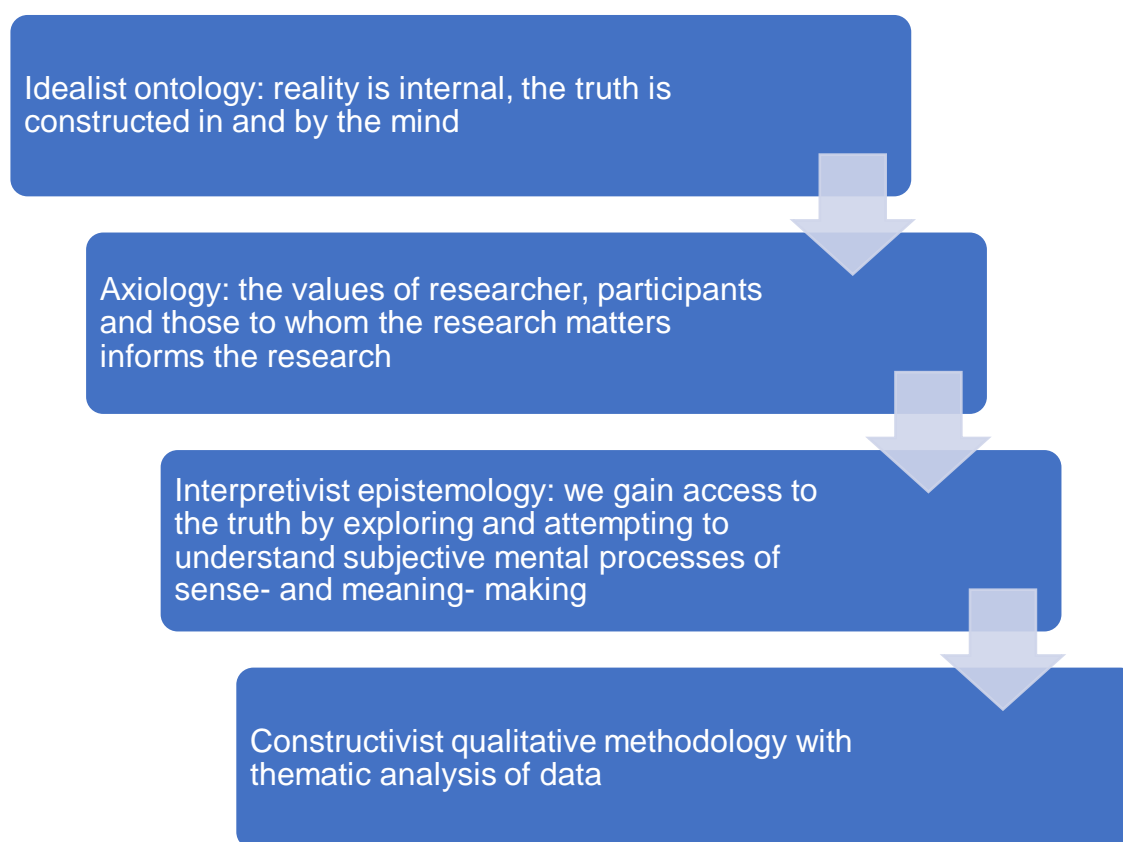 Idealist ontology: reality is internal, the truth is
constructed in and by the mind
Axiology: the values of researcher, participants
and those to whom the research matters
informs the research
Interpretivist epistemology: we gain access to
the truth by exploring and attempting to
understand subjective mental processes of
sense- and meaning- making
Constructivist qualitative methodology with
thematic analysis of data